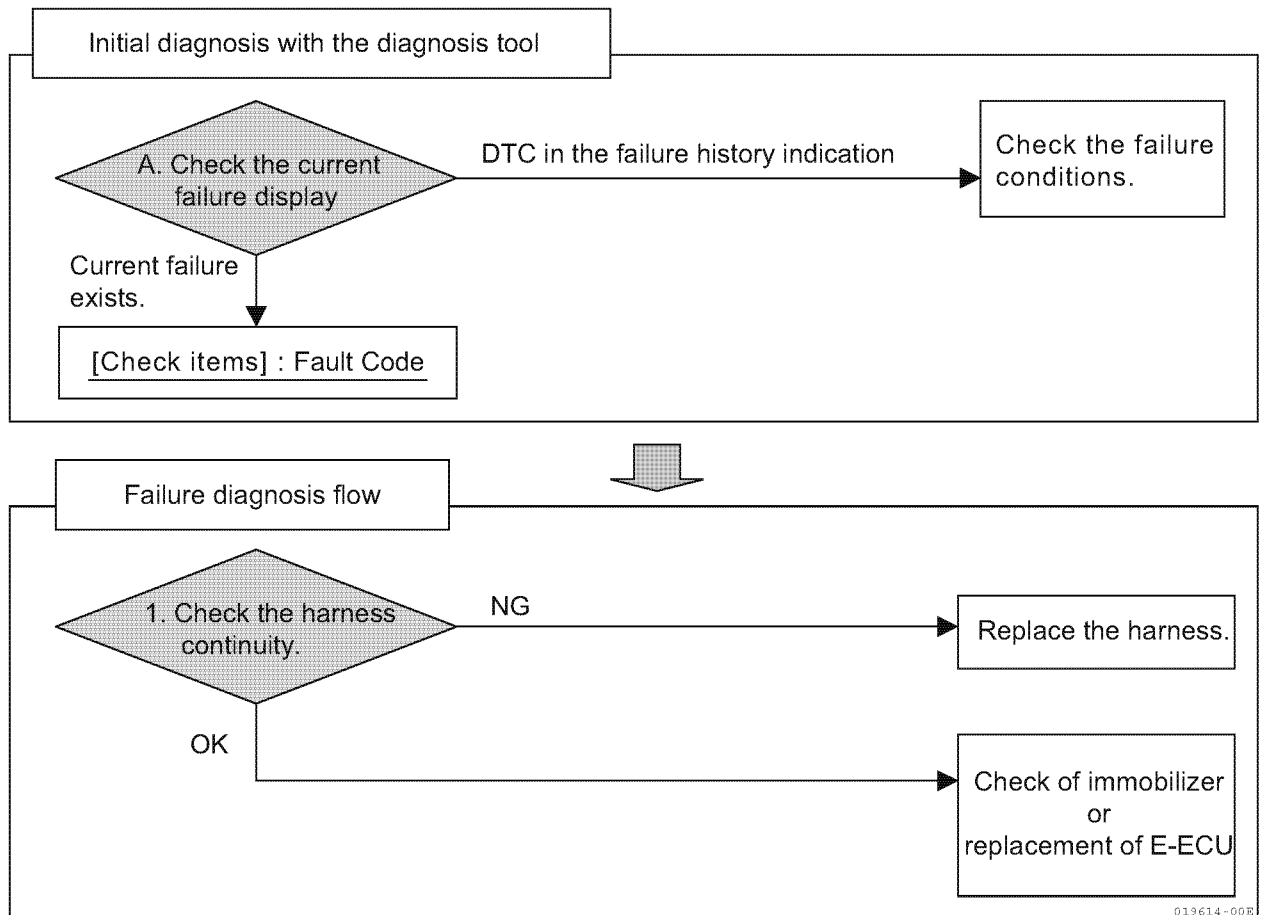 Initial diagnosis with the diagnosis tool
A. Check the current
failure display
DTC in the failure history indication
Check the failure
conditions.
Current failure
exists.
[Check items] : Fault Code
Failure diagnosis flow
1. Check the harness
continuity.
NG
Replace the harness.
OK
Check of immobilizer
or
replacement of E-ECU
019614-00E